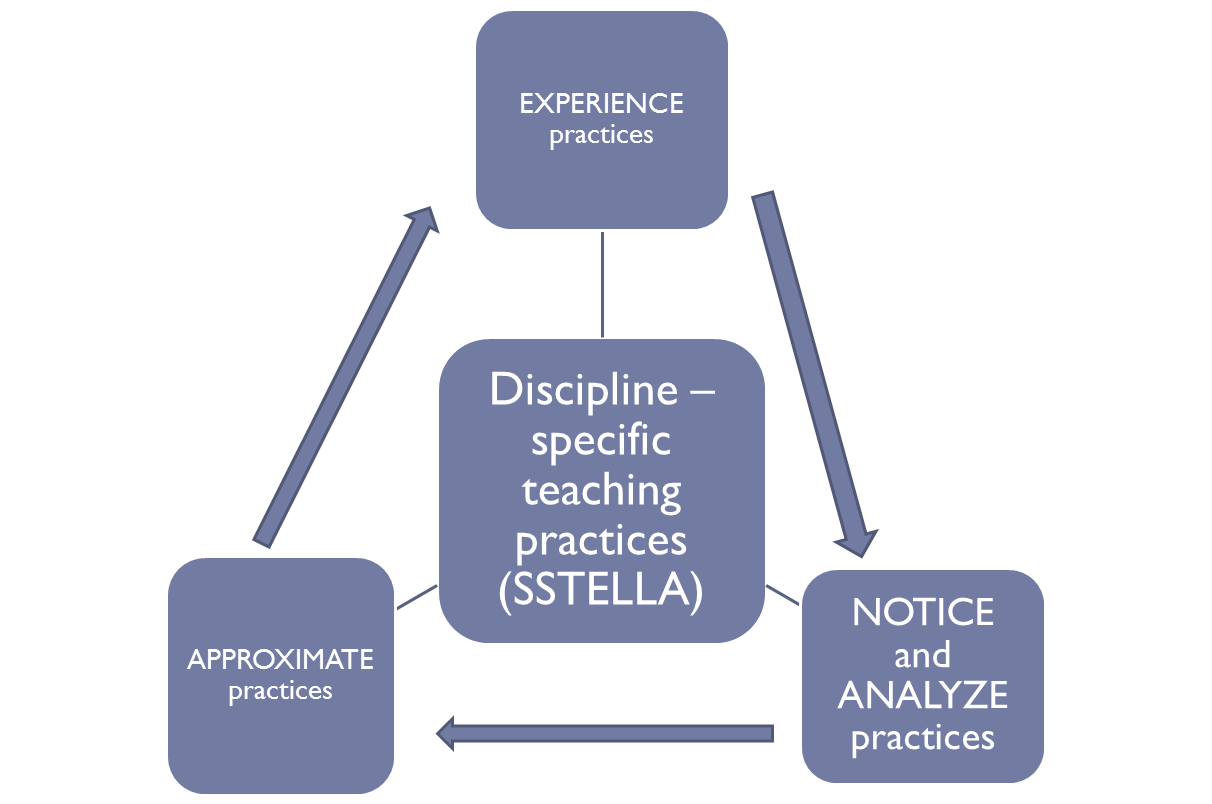 EXPERIENCE
practices
Discipline –
specific
teaching
practices
(SSTELLA)
NOTICE
and
ANALYZE
practices
APPROXIMATE
practices